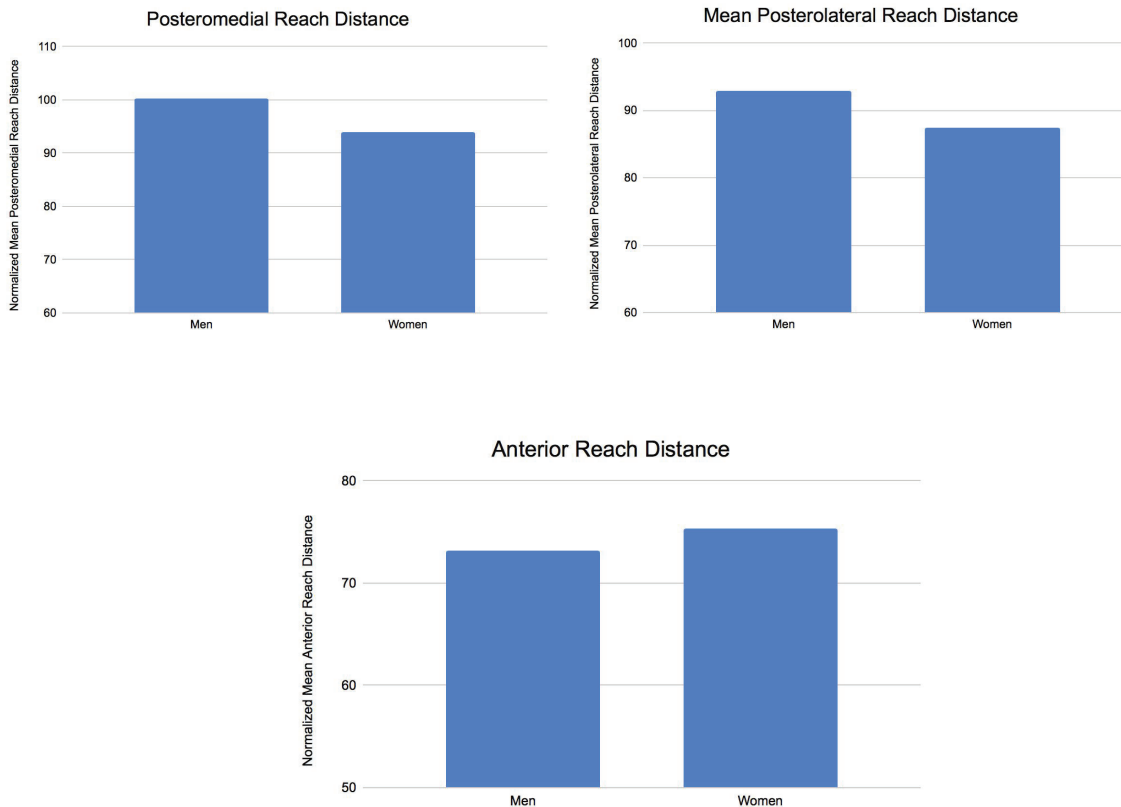 Posteromedial Reach Distance
Normalized Mean Posteromedial Reach Distance
110
100
90
80
70
60
Men
Women
Mean Posterolateral Reach Distance
Normalized Mean Posterolateral Reach Distance
100
90
80
70
60
Men
Women
Anterior Reach Distance
Normalized Mean Anterior Reach Distance
80
70
60
50
Men
Women